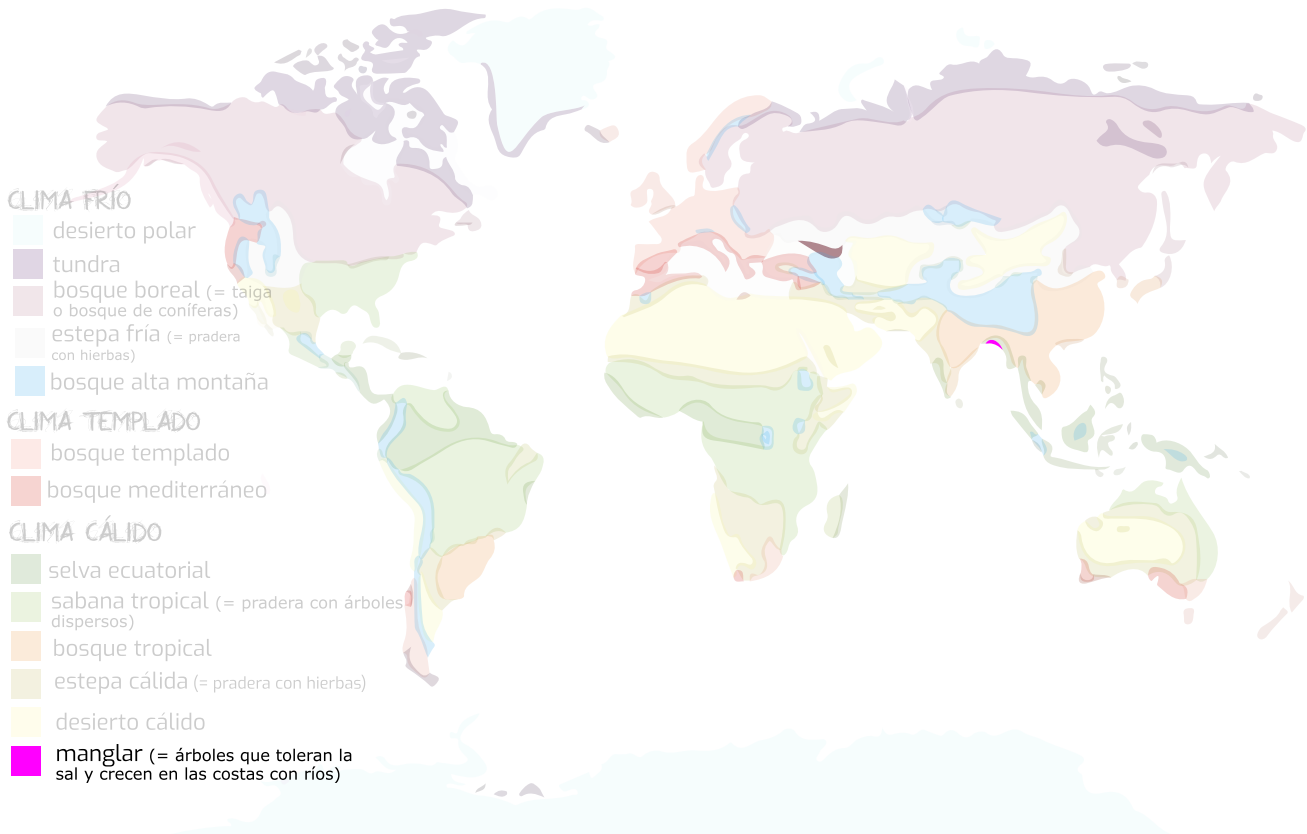 CLIMA FRÍO
desierto polar
tundra
bosque boreal (= taiga
o bosque de coníferas)
estepa fría (= pradera
con hierbas)
bosque alta montaña
CLIMA TEMPLADO
bosque templado
bosque mediterráneo
CLIMA CÁLIDO
selva ecuatorial
sabana tropical (= pradera con árboles
dispersos)
bosque tropical
estepa cálida (= pradera con hierbas)
desierto cálido
manglar (= árboles que toleran la
sal y crecen en las costas con ríos)